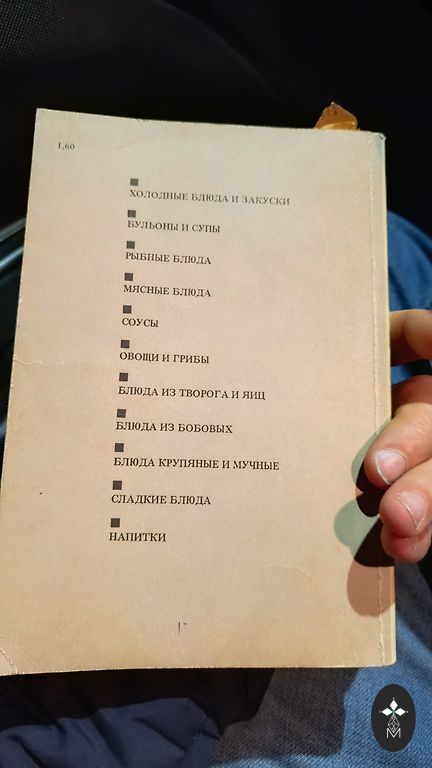 1,60
ХОЛОДНЫЕ БЛЮДА И ЗАКУСКИ
БУЛЬОНЫ И СУПЫ
РЫБНЫЕ БЛЮДА
МЯСНЫЕ БЛЮДА
СОУСЫ
ОВОЩИ И ГРИБЫ
БЛЮДА ИЗ ТВОРОГА И ЯИЦ
БЛЮДА ИЗ БОБОВЫХ
БЛЮДА КРУПЯНЫЕ И МУЧНЫЕ
СЛАДКИЕ БЛЮДА
НАПИТКИ
M